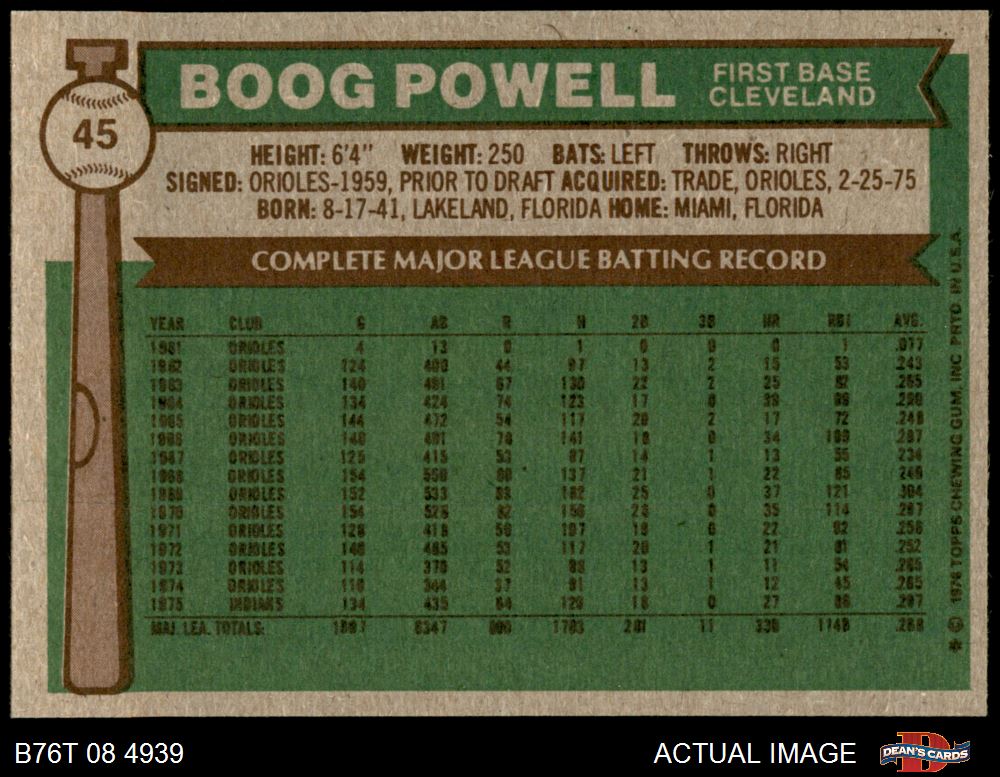 BOOG POWELL
FIRST BASE
CLEVELAND
45
HEIGHT: 6'4" WEIGHT: 250 BATS: LEFT THROWS: RIGHT
SIGNED: ORIOLES-1959, PRIOR TO DRAFT ACQUIRED: TRADE, ORIOLES, 2-25-75
BORN: 8-17-41, LAKELAND, FLORIDA HOME: MIAMI, FLORIDA
COMPLETE MAJOR LEAGUE BATTING RECORD
YEAR CLUB G AB R H 2B 3B HR RBI AVG.
1961 ORIOLES 4 13 0 1 0 0 0 1 .077
1962 ORIOLES 124 400 44 97 13 2 15 53 .243
1963 ORIOLES 140 491 67 130 22 2 25 82 .265
1964 ORIOLES 134 424 74 123 17 0 39 99 .290
1965 ORIOLES 144 472 54 117 20 2 17 72 .248
1966 ORIOLES 140 491 78 141 18 0 34 109 .287
1967 ORIOLES 125 415 53 97 14 1 13 55 .234
1968 ORIOLES 154 550 60 137 21 1 22 85 .249
1969 ORIOLES 152 533 83 162 25 0 37 121 .304
1970 ORIOLES 154 526 82 156 28 0 35 114 .297
1971 ORIOLES 128 418 59 107 19 0 22 92 .256
1972 ORIOLES 140 465 53 117 20 1 21 81 .252
1973 ORIOLES 114 370 52 98 13 1 11 54 .265
1974 ORIOLES 110 344 37 91 13 1 12 45 .265
1975 INDIANS 134 435 64 129 18 0 27 86 .297
MAJ. LEA. TOTALS: 1897 6347 1703 11 .268
* © 1976 TOPPS CHEWING GUM, INC. PRTD. IN U.S.A.
B76T 08 4939
ACTUAL IMAGE
D
DEAN'S CARDS